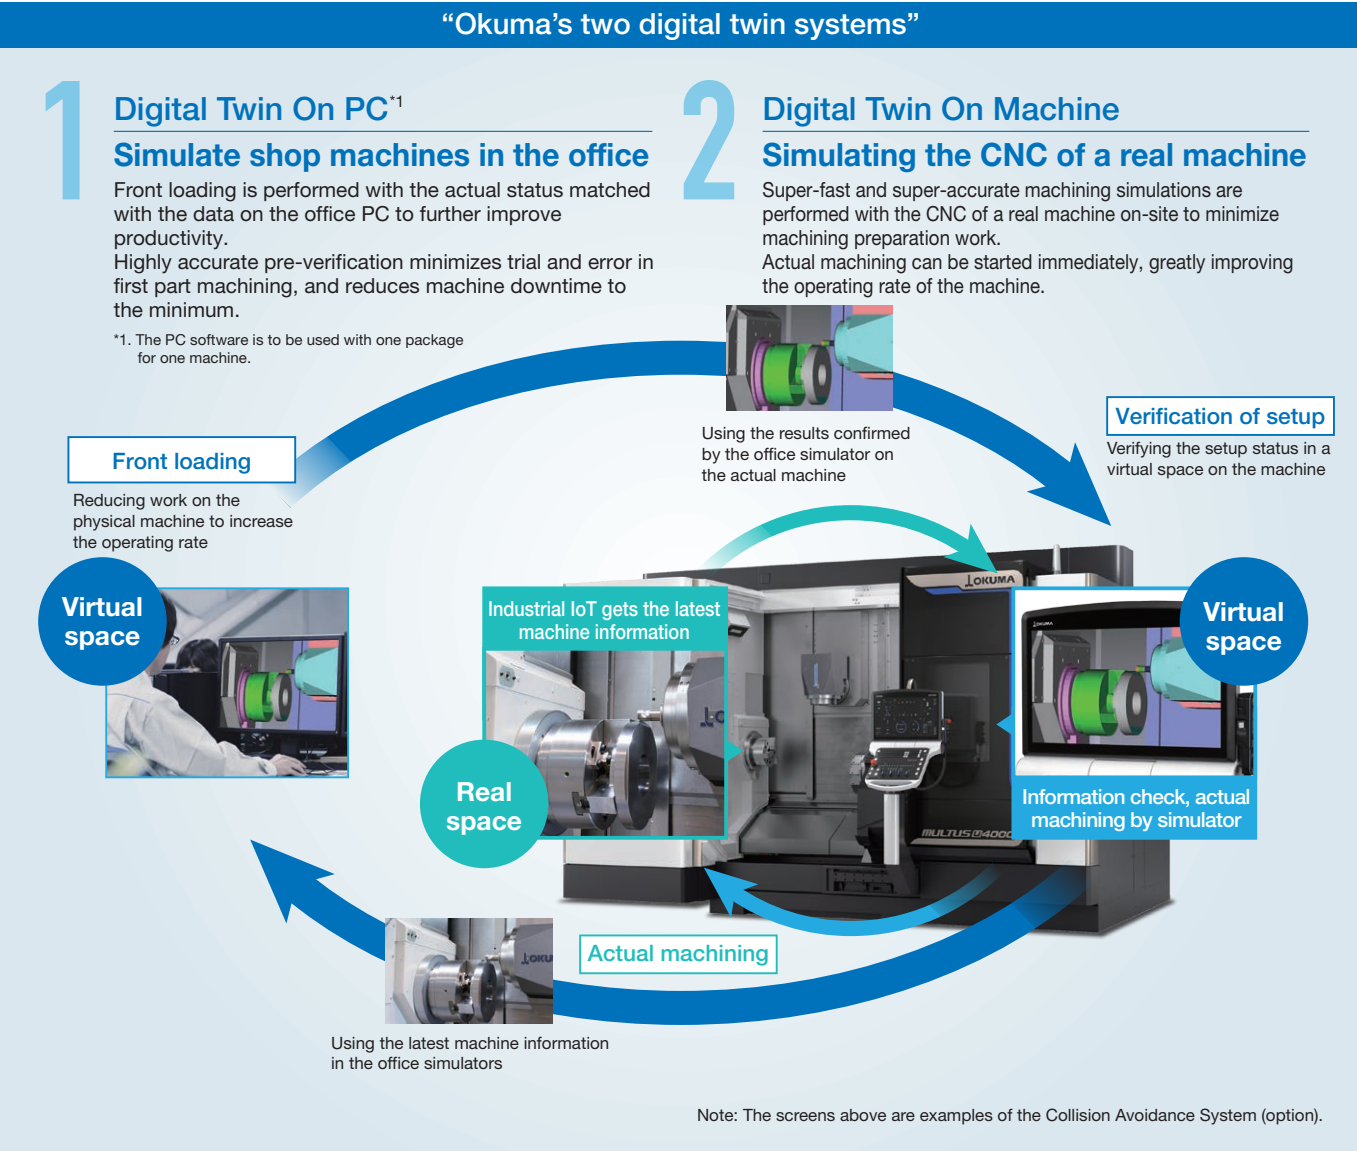 “Okuma’s two digital twin systems”
1
Digital Twin On PC*1
Simulate shop machines in the office
Front loading is performed with the actual status matched
with the data on the office PC to further improve
productivity.
Highly accurate pre-verification minimizes trial and error in
first part machining, and reduces machine downtime to
the minimum.
*1. The PC software is to be used with one package
for one machine.
2
Digital Twin On Machine
Simulating the CNC of a real machine
Super-fast and super-accurate machining simulations are
performed with the CNC of a real machine on-site to minimize
machining preparation work.
Actual machining can be started immediately, greatly improving
the operating rate of the machine.
Using the results confirmed
by the office simulator on
the actual machine
Verification of setup
Verifying the setup status in a
virtual space on the machine
Front loading
Reducing work on the
physical machine to increase
the operating rate
Virtual
space
Industrial IoT gets the latest
machine information
Real
space
OKUMA
MULTUS U4000
OKUMA
Virtual
space
Information check, actual
machining by simulator
Actual machining
OKU
Using the latest machine information
in the office simulators
Note: The screens above are examples of the Collision Avoidance System (option).